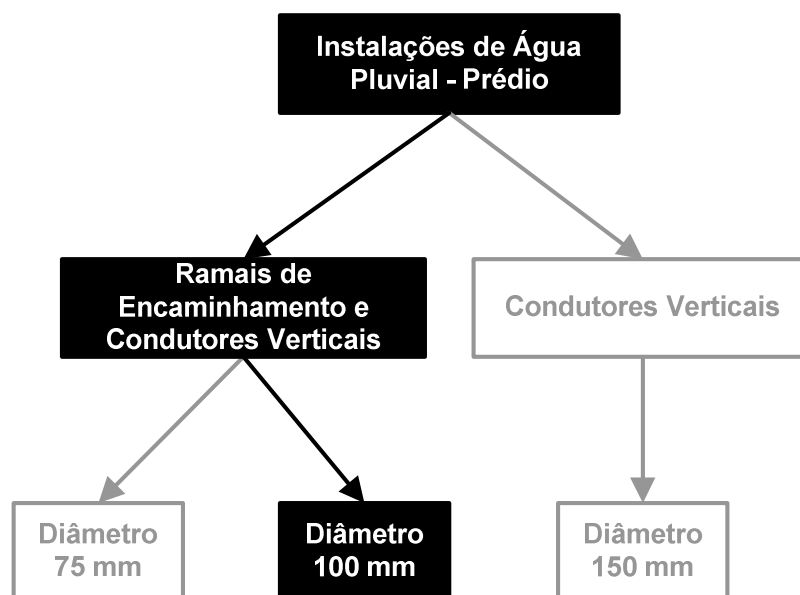 Instalações de Água
Pluvial - Prédio
Ramais de
Encaminhamento e
Condutores Verticais
Condutores Verticais
Diâmetro
75 mm
Diâmetro
100 mm
Diâmetro
150 mm